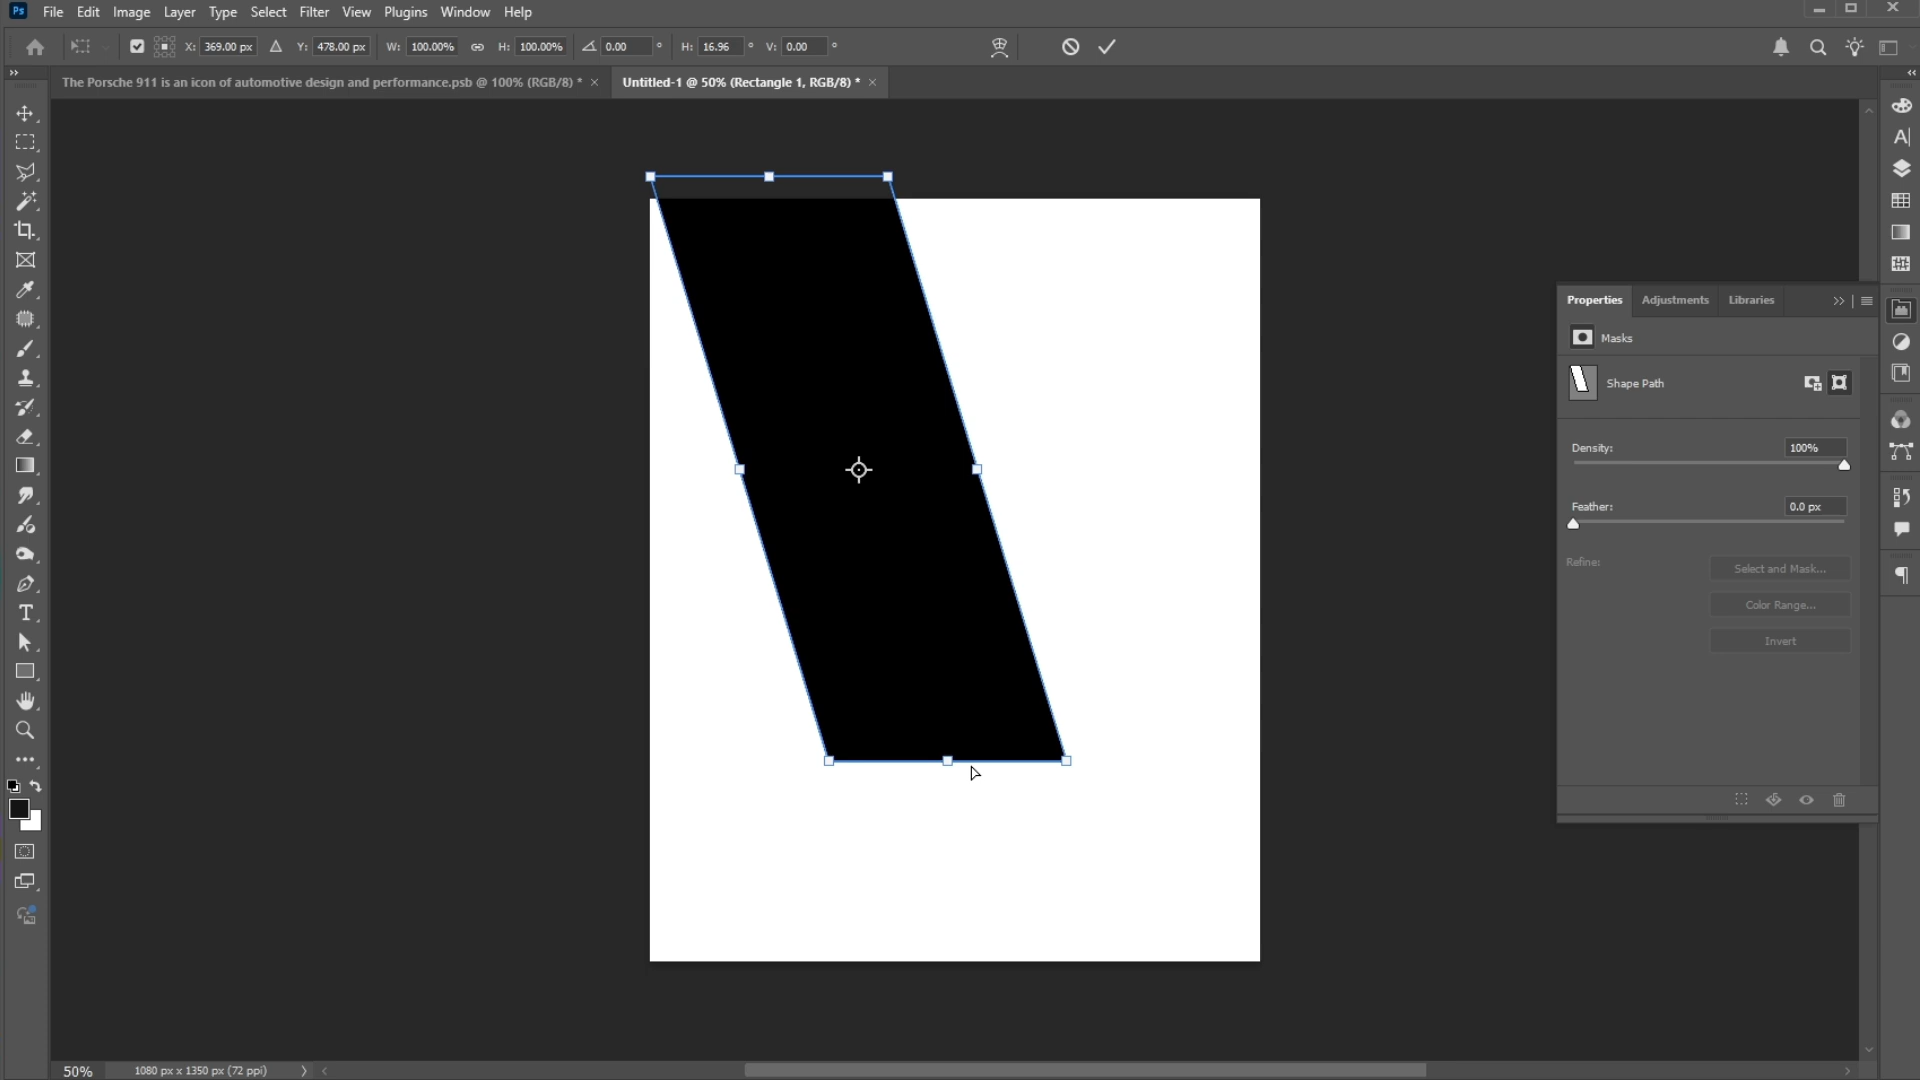 Ps File Edit Image Layer Type Select Filter View Plugins Window Help
X: 369.00 px Y: 478.00 px W: 100.00% H: 100.00% 0.00 ° H: 16.96 ° V: 0.00 °
The Porsche 911 is an icon of automotive design and performance.psb @ 100% (RGB/8) * × Untitled-1 @ 50% (Rectangle 1, RGB/8) * ×
Properties Adjustments Libraries
Masks
Shape Path
Density: 100%
Feather: 0.0 px
Refine: Select and Mask...
Color Range...
Invert
50% 1080 px x 1350 px (72 ppi)